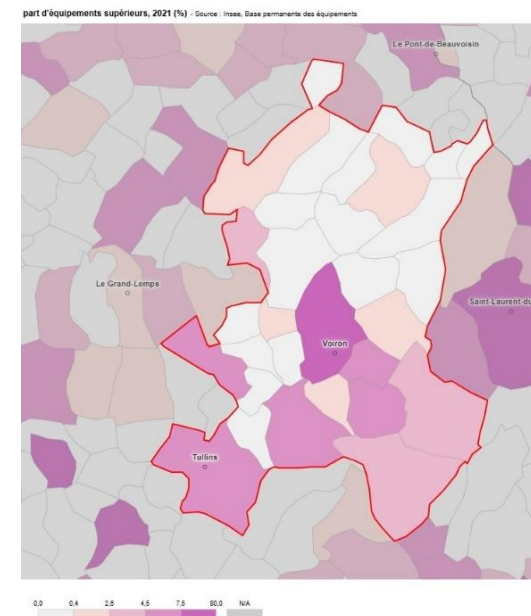 part d'équipements supérieurs, 2021 (%) - Source : Insee, Base permanente des équipements
Le Pont-de-Beauvoisin
Le Grand-Lemps
Saint-Laurent-du
Voiron
Tullins
0,0 0,4 2,6 4,5 7,5 80,0 N/A